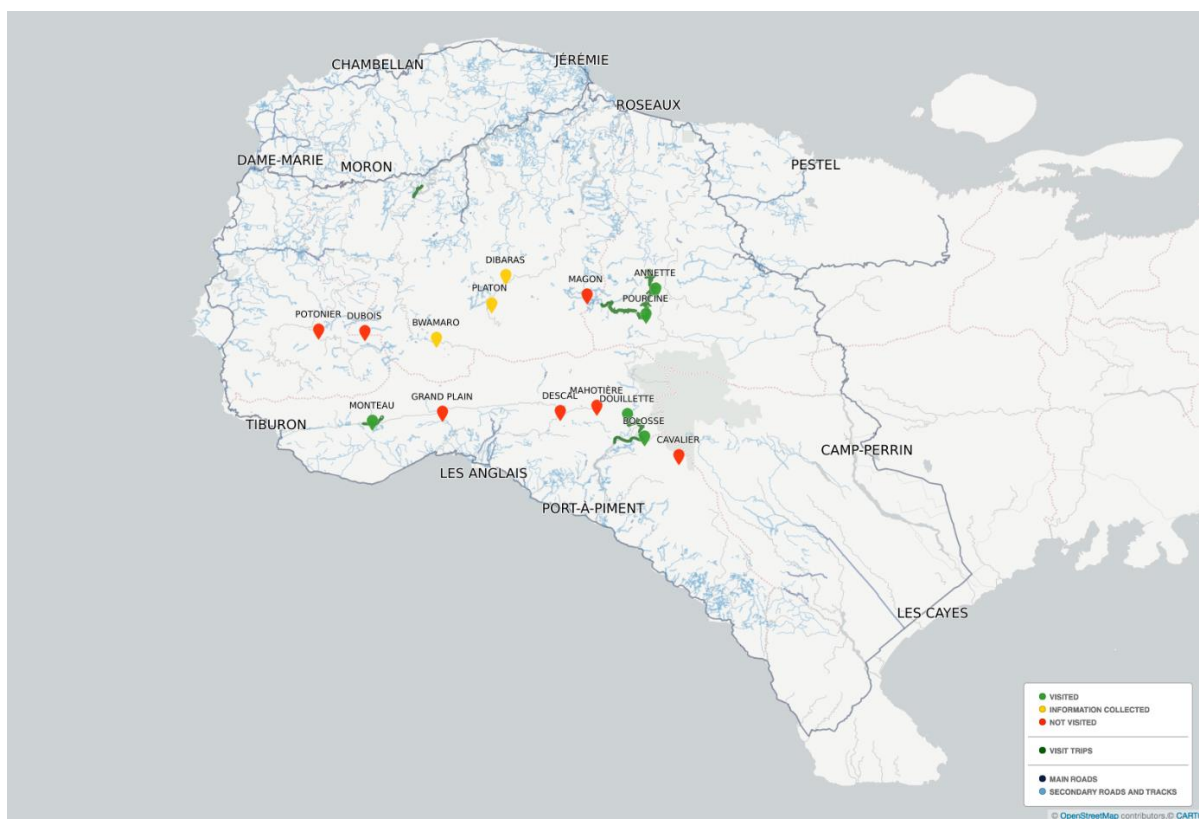 JÉRÉMIE
CHAMBELLAN
ROSEAUX
DAME-MARIE
MORON
PESTEL
DIBARAS
ANNETTE
MAGON
PLATON
POURCINE
POTONIER
DUBOIS
BWAMARO
MAHOTIÈRE
GRAND PLAIN
DESCAL
DOUILLETTE
MONTEAU
BOLOSSE
TIBURON
CAVALIER
CAMP-PERRIN
LES ANGLAIS
PORT-À-PIMENT
LES CAYES
VISITED
INFORMATION COLLECTED
NOT VISITED
VISIT TRIPS
MAIN ROADS
SECONDARY ROADS AND TRACKS
© OpenStreetMap contributors,© CART